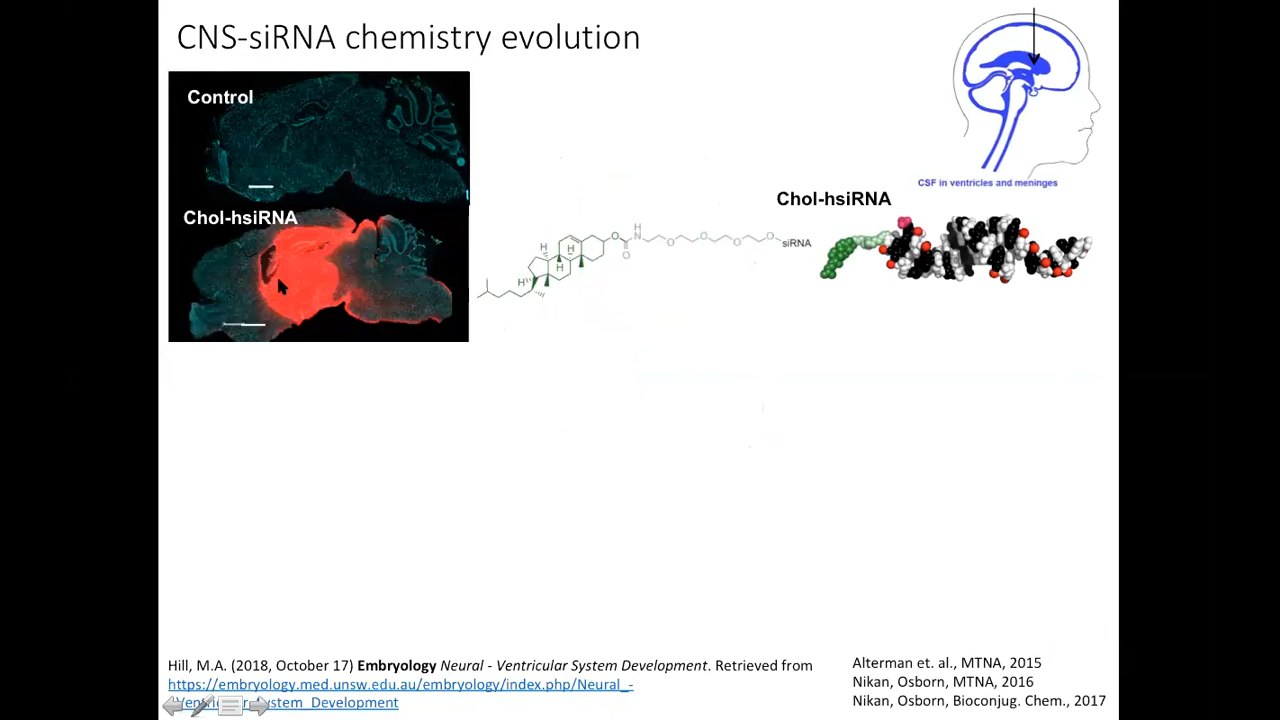 CNS-siRNA chemistry evolution
Control
Chol-hsiRNA
CSF in ventricles and meninges
Chol-hsiRNA
H
H
H
H
H
O
O
N
H
O
O
O
O
siRNA
Hill, M.A. (2018, October 17) Embryology Neural - Ventricular System Development. Retrieved from
https://embryology.med.unsw.edu.au/embryology/index.php/Neural_-
System_Development
Alterman et. al., MTNA, 2015
Nikan, Osborn, MTNA, 2016
Nikan, Osborn, Bioconjug. Chem., 2017